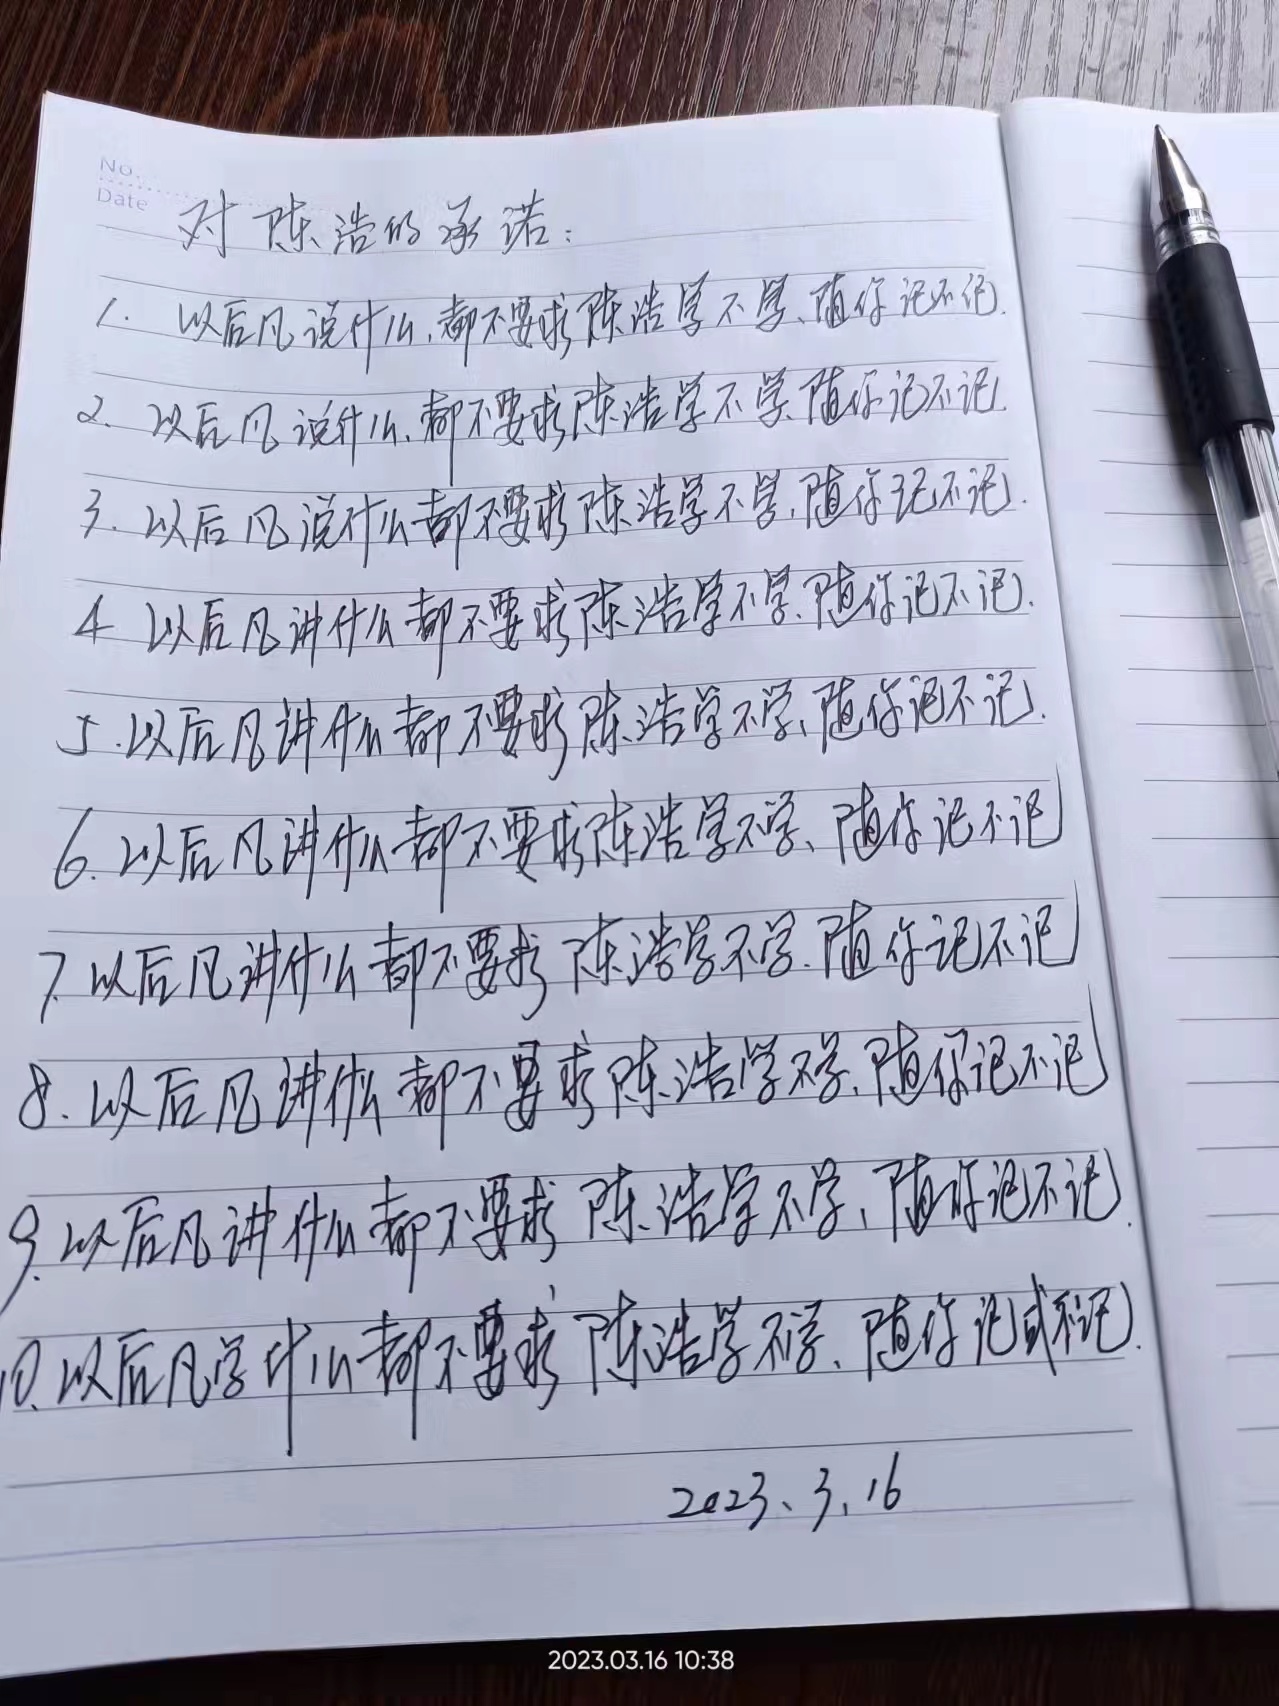 No.
Date
对陈浩的承诺:
1. 以后凡说什么,都不要求陈浩学不学、随你记不记.
2. 以后凡说什么,都不要求陈浩学不学、随你记不记.
3. 以后凡说什么都不要求陈浩学不学,随你记不记.
4 以后凡讲什么都不要求陈浩学不学、随你记不记.
5.以后凡讲什么都不要求陈浩学不学、随你记不记.
6.以后凡讲什么都不要求陈浩学不学、随你记不记
7.以后凡讲什么都不要求陈浩学不学.随你记不记
8.以后凡讲什么都不要求陈浩学不学,随你记不记
9.以后凡讲什么都不要求陈浩学不学、随你记不记.
10.以后凡学什么都不要求陈浩学不学、随你记或不记.
2023、3.16
2023.03.16 10:38